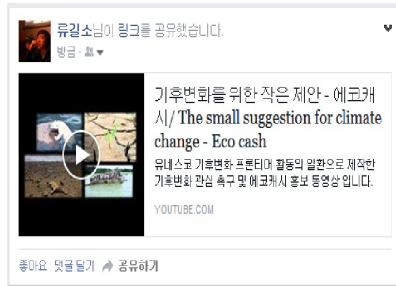 류길소님이 링크를 공유했습니다.
방금
기후변화를 위한 작은 제안 - 에코캐
시/ The small suggestion for climate
change - Eco cash
유네스코 기후변화 프론티어 활동의 일환으로 제작한
기후변화 관심 촉구 및 에코캐시 홍보 동영상 입니다.
YOUTUBE.COM
좋아요 댓글 달기 공유하기